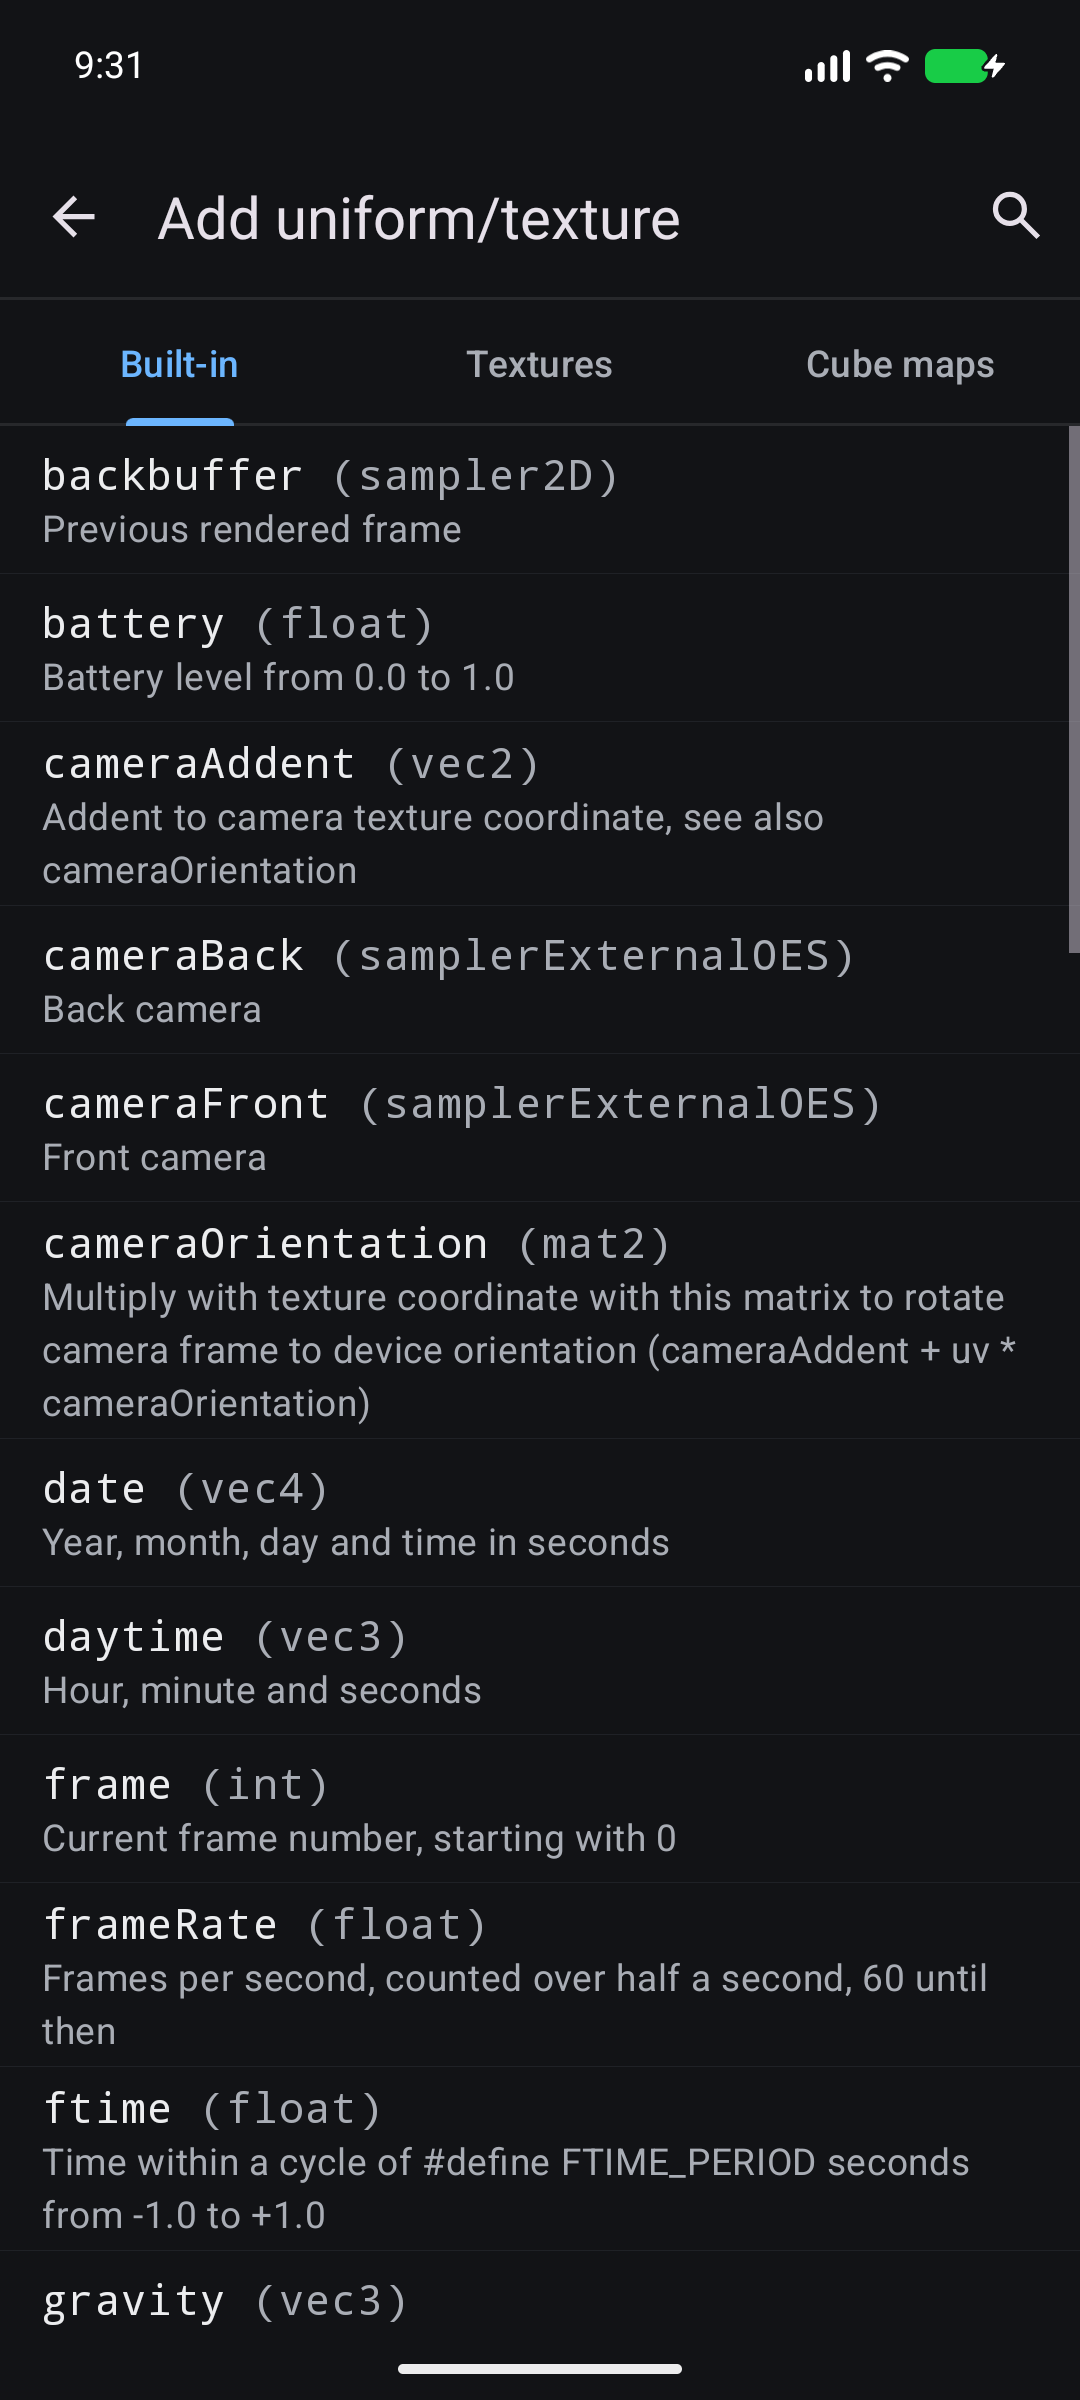 9:31
Add uniform/texture
Built-in
Textures
Cube maps
backbuffer (sampler2D)
Previous rendered frame
battery (float)
Battery level from 0.0 to 1.0
cameraAddent (vec2)
Addent to camera texture coordinate, see also
cameraOrientation
cameraBack (samplerExternalOES)
Back camera
cameraFront (samplerExternalOES)
Front camera
cameraOrientation (mat2)
Multiply with texture coordinate with this matrix to rotate
camera frame to device orientation (cameraAddent + uv *
cameraOrientation)
date (vec4)
Year, month, day and time in seconds
daytime (vec3)
Hour, minute and seconds
frame (int)
Current frame number, starting with 0
frameRate (float)
Frames per second, counted over half a second, 60 until
then
ftime (float)
Time within a cycle of #define FTIME_PERIOD seconds
from -1.0 to +1.0
gravity (vec3)